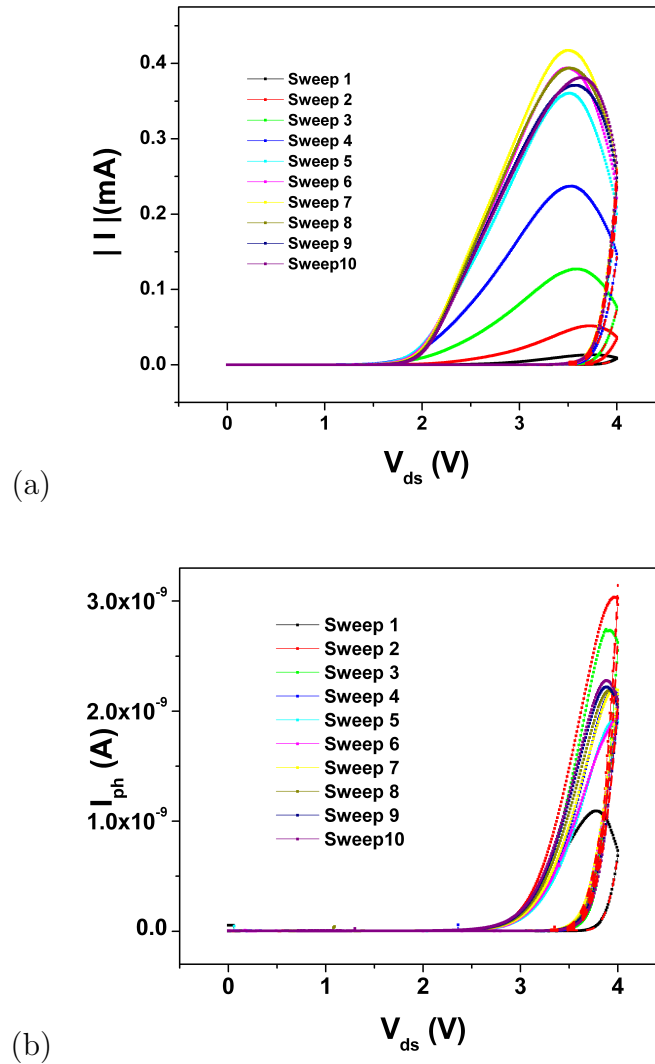 0.4
0.3
0.2
0.1
0.0
| I |(mA)
Sweep 1
Sweep 2
Sweep 3
Sweep 4
Sweep 5
Sweep 6
Sweep 7
Sweep 8
Sweep 9
Sweep10
0 1 2 3 4
V_ds (V)
(a)
3.0x10^-9
2.0x10^-9
1.0x10^-9
0.0
I_ph (A)
Sweep 1
Sweep 2
Sweep 3
Sweep 4
Sweep 5
Sweep 6
Sweep 7
Sweep 8
Sweep 9
Sweep10
0 1 2 3 4
V_ds (V)
(b)